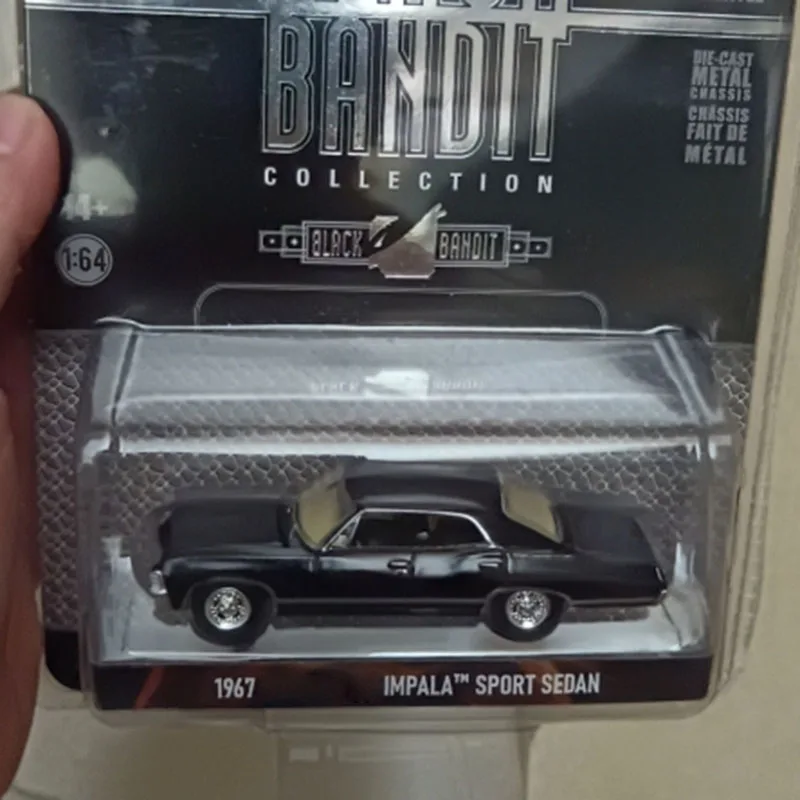 BANDIT
COLLECTION
DIE-CAST
METAL
CHASSIS
CHÂSSIS
FAIT DE
MÉTAL
14+
1:64
BLACK BANDIT
1967 IMPALA™ SPORT SEDAN